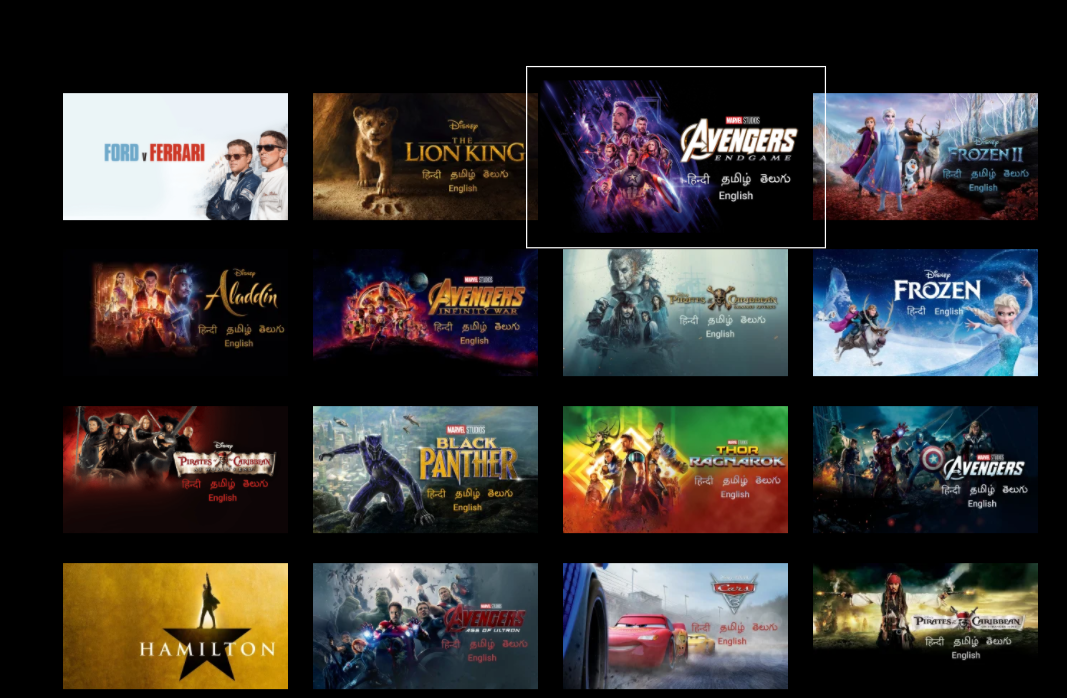 FORD v FERRARI
Disney
THE
LION KING
हिन्दी தமிழ் తెలుగు
English
MARVEL STUDIOS
AVENGERS
ENDGAME
हिन्दी தமிழ் తెలుగు
English
Disney
FROZEN II
हिन्दी தமிழ் తెలుగు
English
Disney
Aladdin
हिन्दी தமிழ் తెలుగు
English
MARVEL STUDIOS
AVENGERS
INFINITY WAR
हिन्दी தமிழ் తెలుగు
English
PIRATES of the CARIBBEAN
हिन्दी தமிழ் తెలుగు
English
Disney
FROZEN
हिन्दी English
Disney
PIRATES of the CARIBBEAN
हिन्दी தமிழ் తెలుగు
English
MARVEL STUDIOS
BLACK
PANTHER
हिन्दी தமிழ் తెలుగు
English
MARVEL STUDIOS
THOR
RAGNAROK
हिन्दी தமிழ் తెలుగు
English
MARVEL STUDIOS
AVENGERS
हिन्दी தமிழ் తెలుగు
English
HAMILTON
MARVEL STUDIOS
AVENGERS
AGE OF ULTRON
हिन्दी தமிழ் తెలుగు
English
Cars
3
हिन्दी தமிழ் తెలుగు
English
PIRATES of the CARIBBEAN
हिन्दी தமிழ் తెలుగు
English